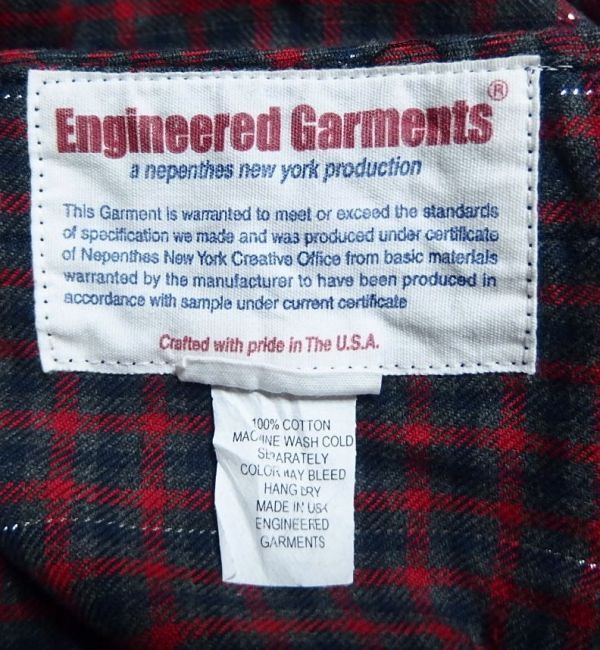 Engineered Garments®
a nepenthes new york production
This Garment is warranted to meet or exceed the standards
of specification we made and was produced under certificate
of Nepenthes New York Creative Office from basic materials
warranted by the manufacturer to have been produced in
accordance with sample under current certificate
Crafted with pride in The U.S.A.
100% COTTON
MACHINE WASH COLD
SEPARATELY
COLOR MAY BLEED
HANG DRY
MADE IN USA
ENGINEERED
GARMENTS